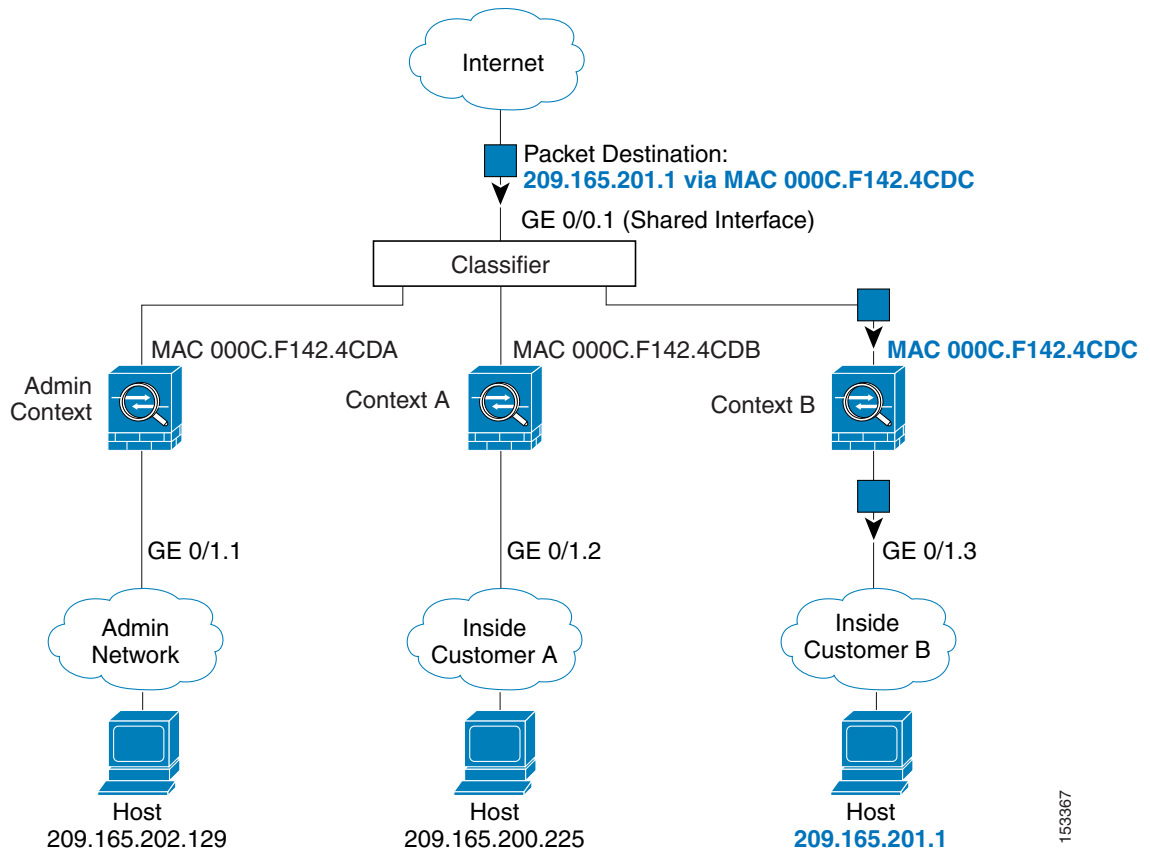 Internet
Packet Destination:
209.165.201.1 via MAC 000C.F142.4CDC
GE 0/0.1 (Shared Interface)
Classifier
MAC 000C.F142.4CDA
MAC 000C.F142.4CDB
MAC 000C.F142.4CDC
Admin
Context
Context A
Context B
GE 0/1.1
GE 0/1.2
GE 0/1.3
Admin
Network
Inside
Customer A
Inside
Customer B
Host
209.165.202.129
Host
209.165.200.225
Host
209.165.201.1
153367